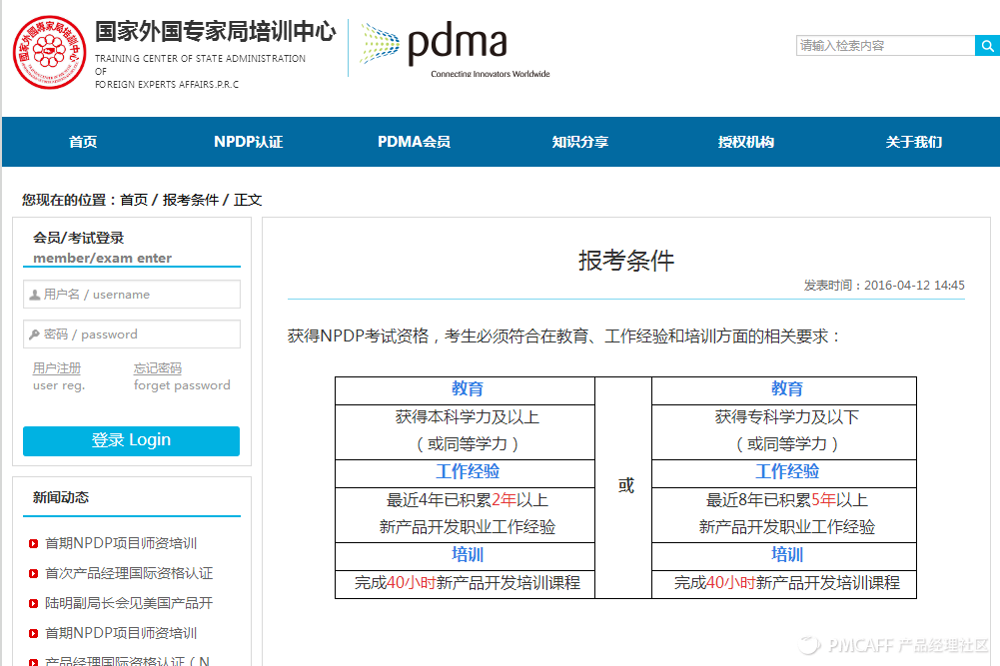 国家外国专家局培训中心
TRAINING CENTER OF STATE ADMINISTRATION
OF
FOREIGN EXPERTS AFFAIRS.P.R.C
pdma
Connecting Innovators Worldwide
请输入检索内容
首页 NPDP认证 PDMA会员 知识分享 授权机构 关于我们
您现在的位置：首页 / 报考条件 / 正文
会员/考试登录
member/exam enter
用户名 / username
密码 / password
用户注册 忘记密码
user reg. forget password
登录 Login
新闻动态
首期NPDP项目师资培训
首次产品经理国际资格认证
陆明副局长会见美国产品开
首期NPDP项目师资培训
产品经理国际资格认证（N
报考条件
发表时间：2016-04-12 14:45
获得NPDP考试资格，考生必须符合在教育、工作经验和培训方面的相关要求：
教育
获得本科学力及以上
（或同等学力）
工作经验
最近4年已积累2年以上
新产品开发职业工作经验
培训
完成40小时新产品开发培训课程
或
教育
获得专科学力及以下
（或同等学力）
工作经验
最近8年已积累5年以上
新产品开发职业工作经验
培训
完成40小时新产品开发培训课程
PMCAFF 产品经理社区